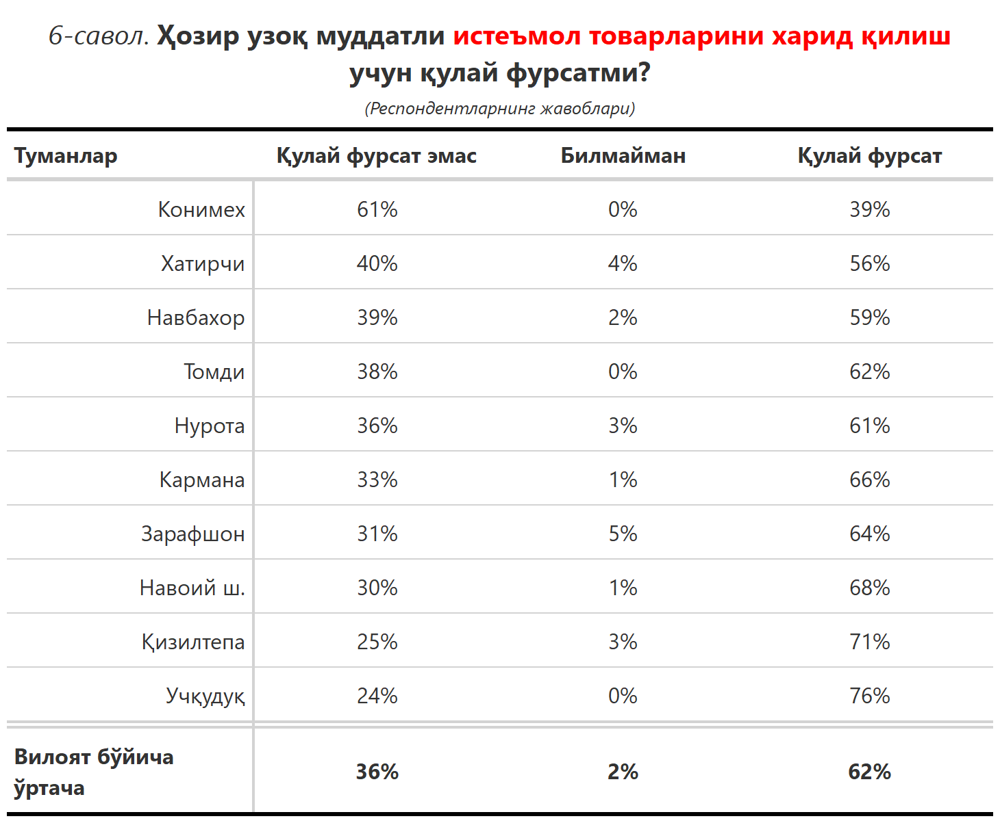 6-савол. Ҳозир узоқ муддатли истеъмол товарларини харид қилиш
учун қулай фурсатми?
(Респондентларнинг жавоблари)
Туманлар Қулай фурсат эмас Билмайман Қулай фурсат
Конимех 61% 0% 39%
Хатирчи 40% 4% 56%
Навбахор 39% 2% 59%
Томди 38% 0% 62%
Нурота 36% 3% 61%
Кармана 33% 1% 66%
Зарафшон 31% 5% 64%
Навоий ш. 30% 1% 68%
Қизилтепа 25% 3% 71%
Учқудуқ 24% 0% 76%
Вилоят бўйича
ўртача 36% 2% 62%